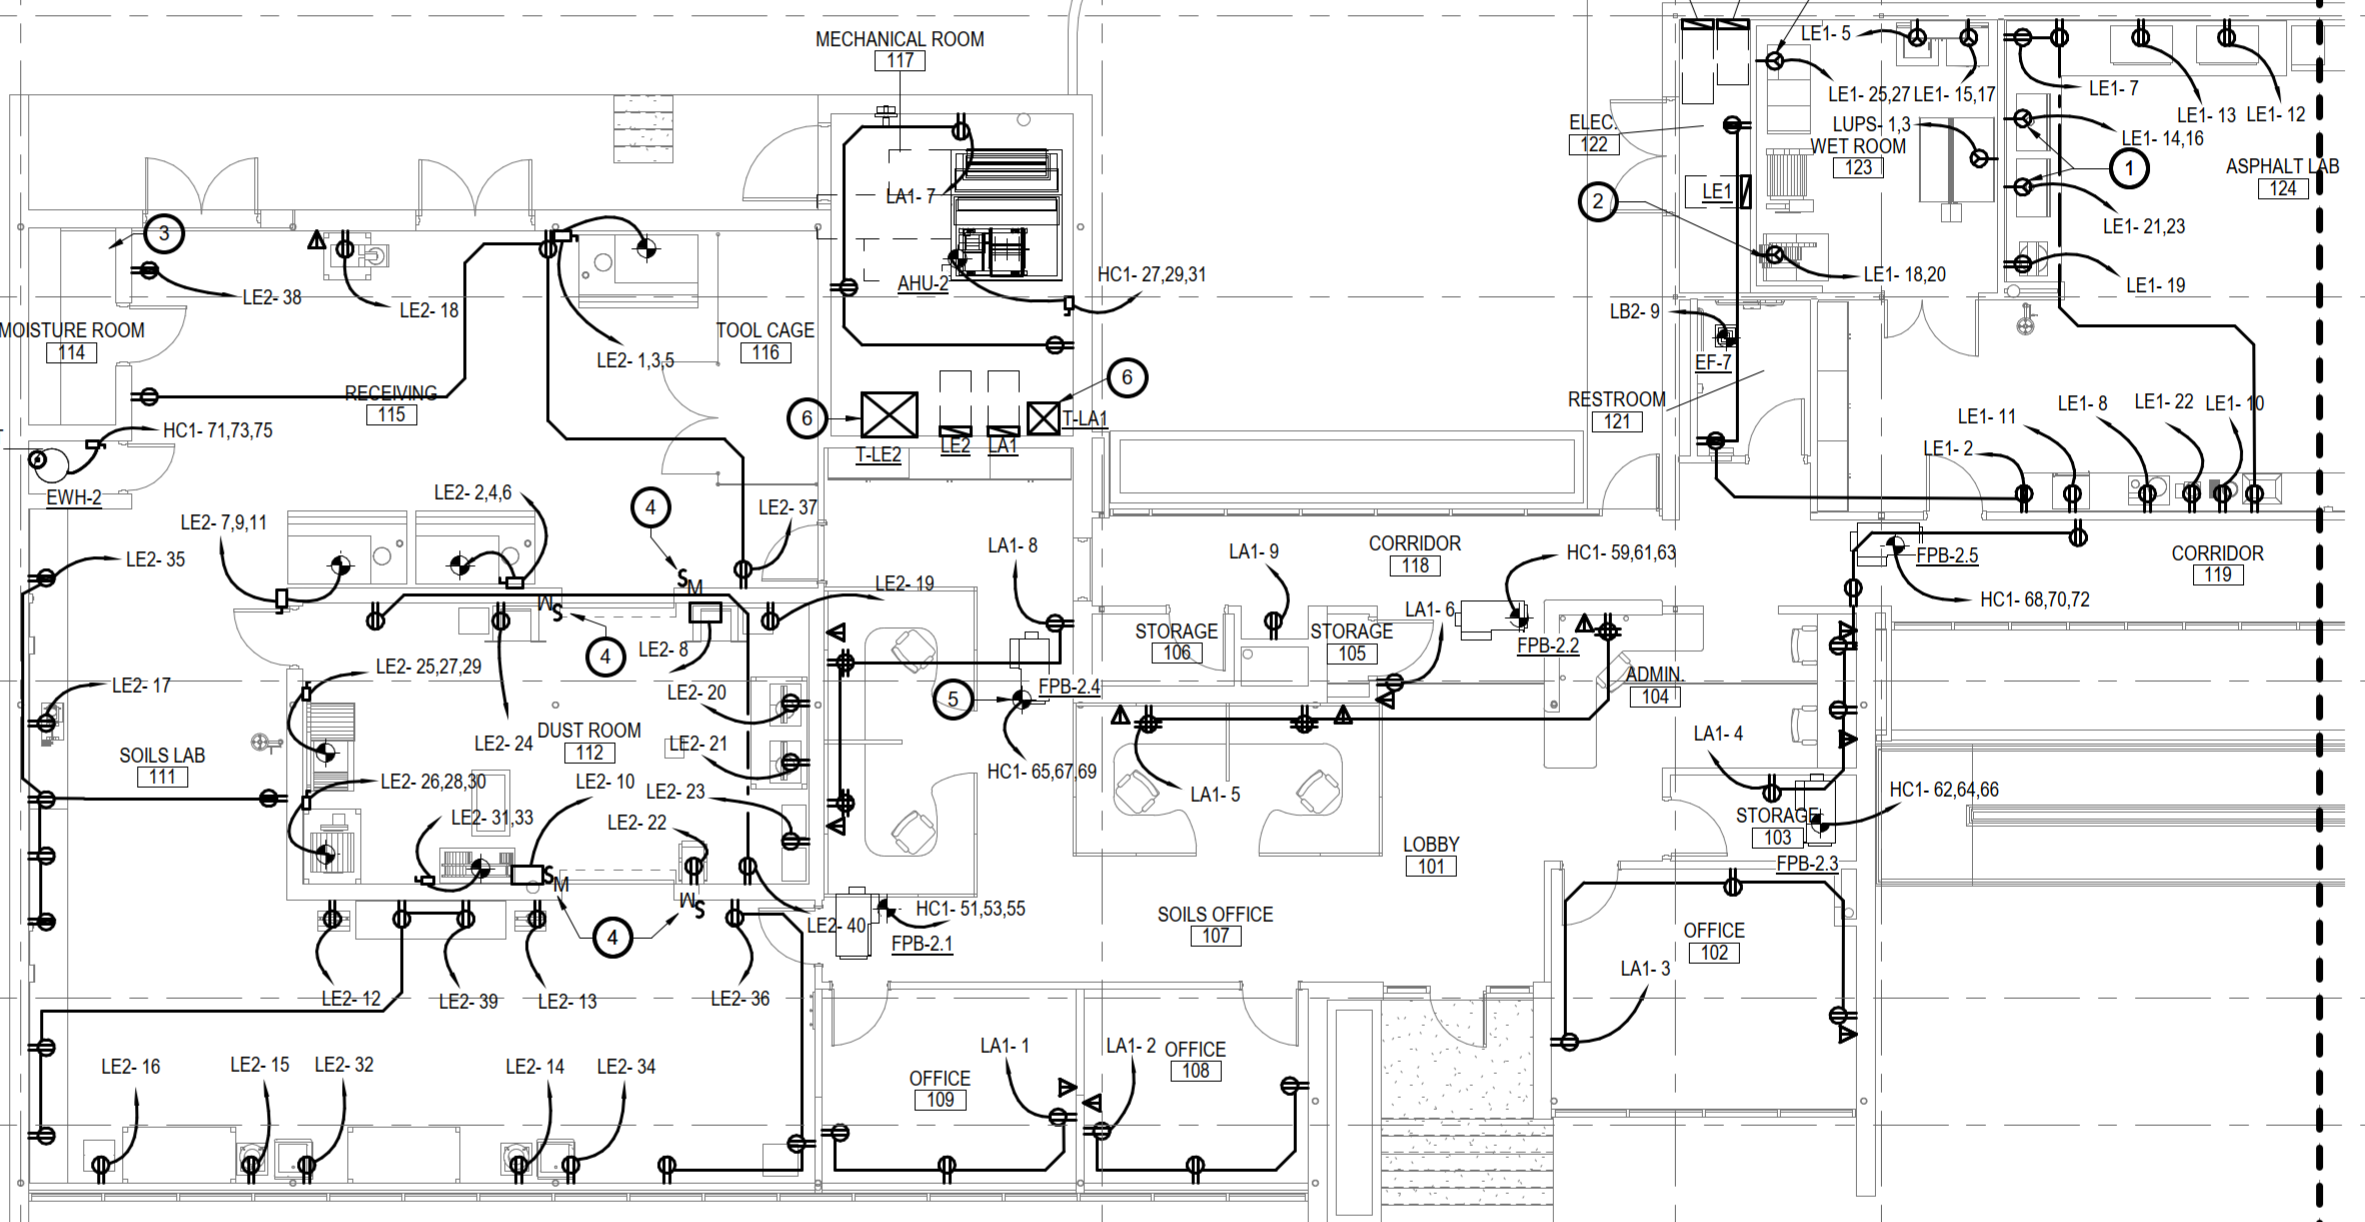 MECHANICAL ROOM
117
LE1- 5
LE1- 25,27
LE1- 15,17
LE1- 7
LE1- 13
LE1- 12
ELEC.
122
LUPS- 1,3
WET ROOM
123
LE1- 14,16
1
ASPHALT LAB
124
LA1- 7
LE1
2
LE1- 21,23
3
AHU-2
HC1- 27,29,31
LE1- 18,20
LE1- 19
LE2- 38
LE2- 18
MOISTURE ROOM
114
TOOL CAGE
116
LE2- 1,3,5
LB2- 9
EF-7
RECEIVING
115
6
6
T-LA1
RESTROOM
121
LE1- 11
LE1- 8
LE1- 22
LE1- 10
HC1- 71,73,75
T-LE2
LE2
LA1
LE1- 2
EWH-2
LE2- 2,4,6
4
LE2- 37
LE2- 7,9,11
LE2- 35
LA1- 8
LA1- 9
CORRIDOR
118
HC1- 59,61,63
FPB-2.5
CORRIDOR
119
SM
SM
LE2- 19
HC1- 68,70,72
LA1- 6
STORAGE
106
STORAGE
105
FPB-2.2
4
LE2- 8
LE2- 25,27,29
LE2- 17
LE2- 20
5
FPB-2.4
ADMIN.
104
DUST ROOM
112
LE2- 24
LE2- 21
LA1- 4
SOILS LAB
111
HC1- 65,67,69
LE2- 26,28,30
LE2- 10
LE2- 23
LA1- 5
HC1- 62,64,66
LE2- 31,33
LE2- 22
STORAGE
103
LOBBY
101
FPB-2.3
SM
SM
4
LE2- 40
HC1- 51,53,55
FPB-2.1
SOILS OFFICE
107
OFFICE
102
LA1- 3
LE2- 12
LE2- 39
LE2- 13
LE2- 36
LE2- 16
LE2- 15
LE2- 32
LE2- 14
LE2- 34
LA1- 1
LA1- 2
OFFICE
108
OFFICE
109